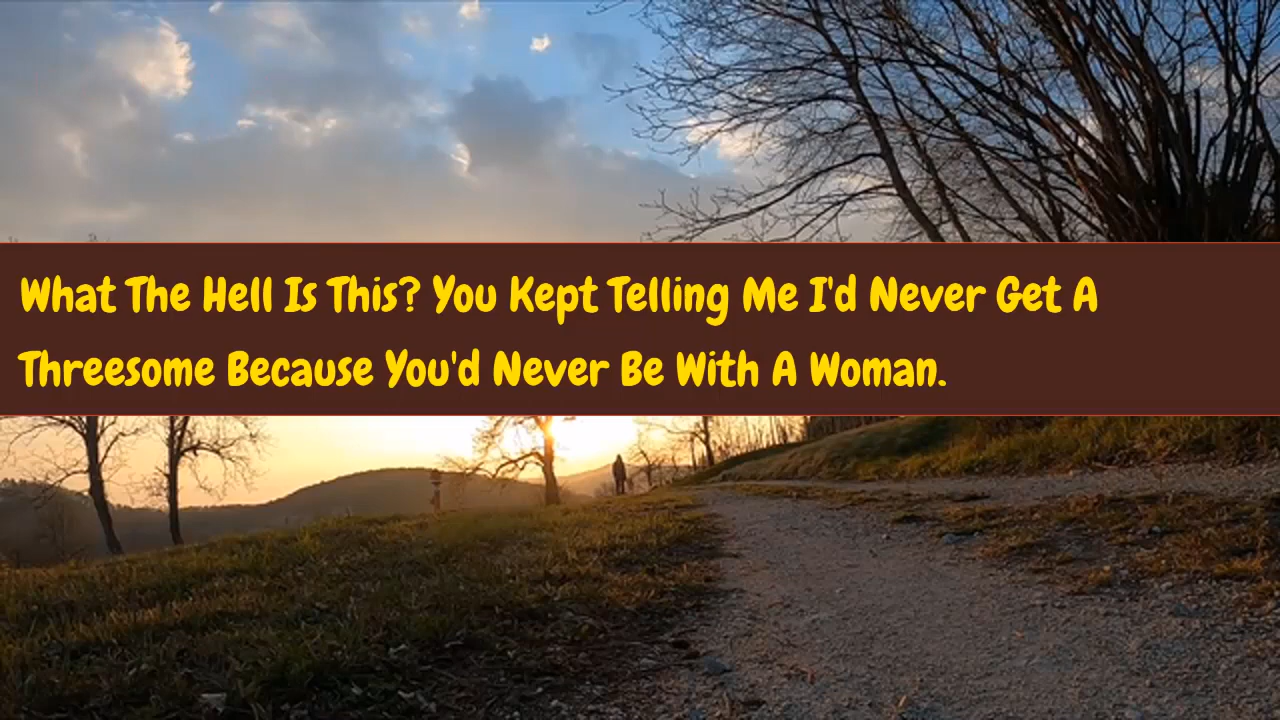 What The Hell Is This? You Kept Telling Me I'd Never Get A
Threesome Because You'd Never Be With A Woman.